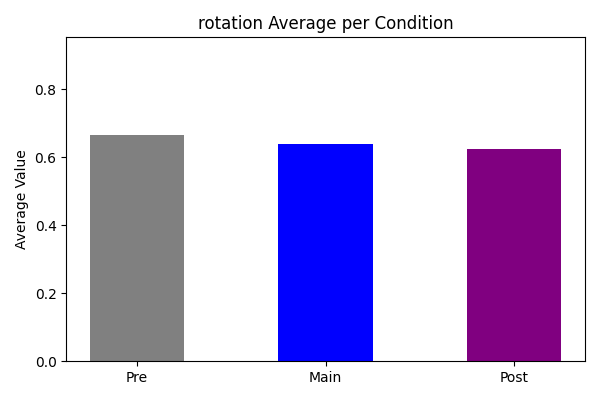 rotation Average per Condition
Average Value
0.8
0.6
0.4
0.2
0.0
Pre
Main
Post